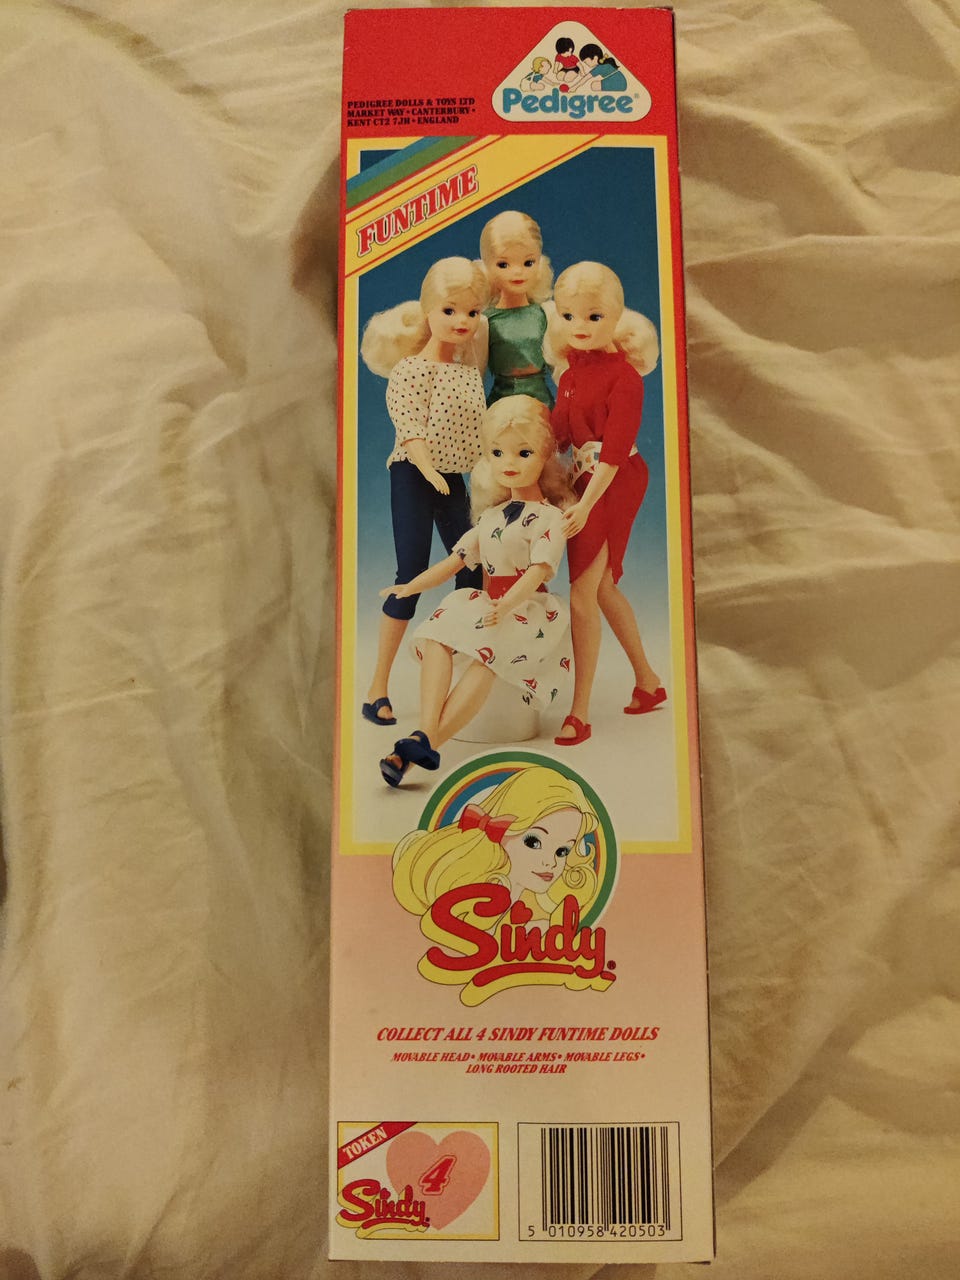 PEDIGREE DOLLS & TOYS LTD
MARKET WAY • CANTERBURY •
KENT CT2 7JH • ENGLAND
Pedigree®
FUNTIME
Sindy®
COLLECT ALL 4 SINDY FUNTIME DOLLS
MOVABLE HEAD • MOVABLE ARMS • MOVABLE LEGS •
LONG ROOTED HAIR
TOKEN
4
Sindy®
5 010958 420503